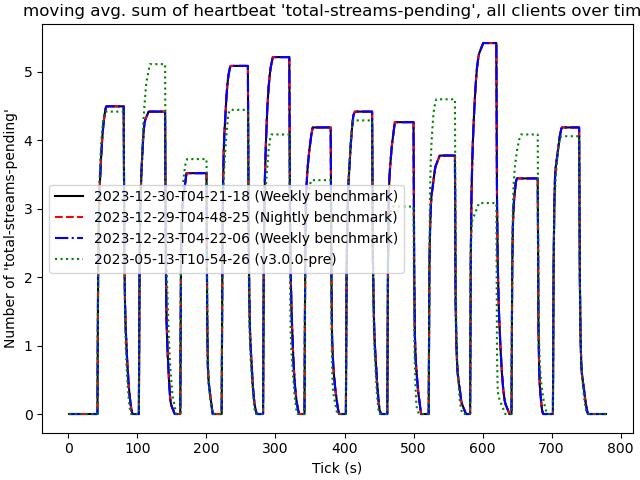 moving avg. sum of heartbeat 'total-streams-pending', all clients over tim
Number of 'total-streams-pending'
5
4
3
2
1
0
2023-12-30-T04-21-18 (Weekly benchmark)
2023-12-29-T04-48-25 (Nightly benchmark)
2023-12-23-T04-22-06 (Weekly benchmark)
2023-05-13-T10-54-26 (v3.0.0-pre)
0 100 200 300 400 500 600 700 800
Tick (s)